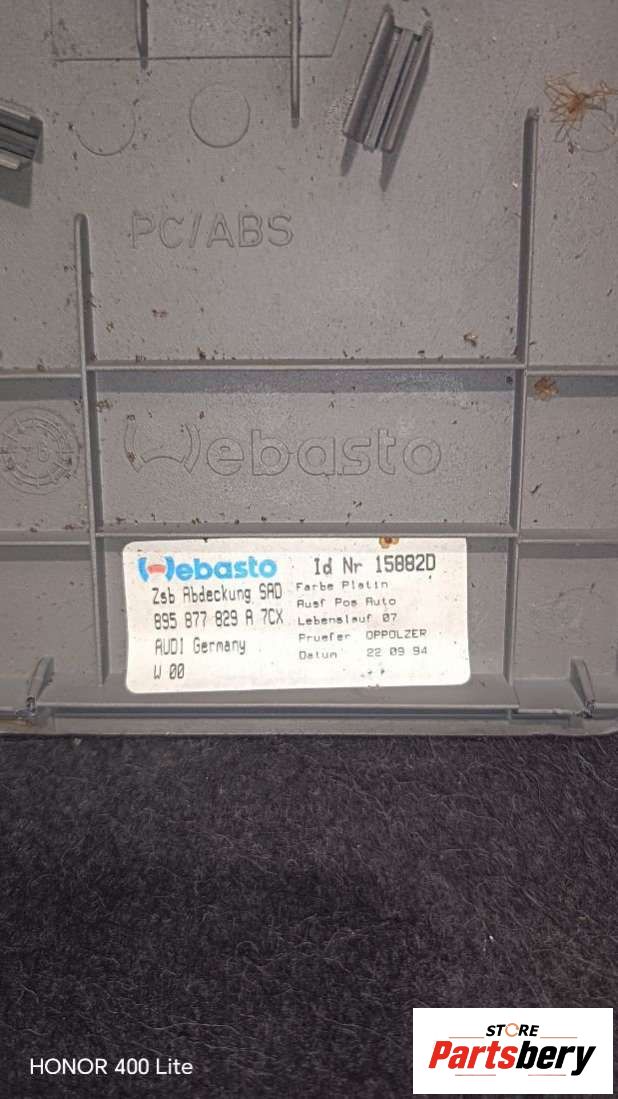 PC/ABS
Webasto
Webasto
Id Nr 15882D
Zsb Abdeckung SAD
895 877 829 A 7CX
AUDI Germany
W 00
Farbe Platin
Ausf Pos Auto
Lebenslauf 07
Pruefer OPPOLZER
Datum 22 09 94
HONOR 400 Lite
STORE
Partsbery